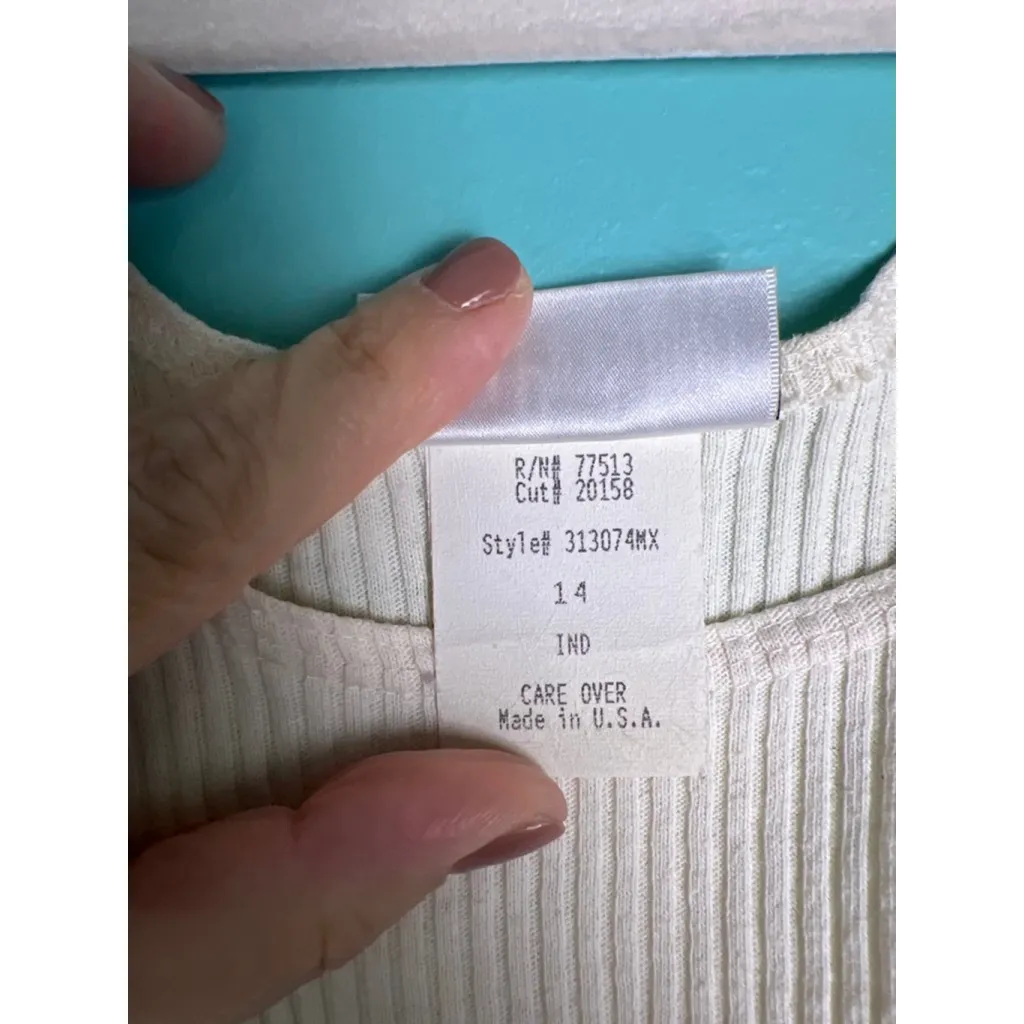 R/N# 77513
Cut# 20158
Style# 313074MX
14
IND
CARE OVER
Made in U.S.A.